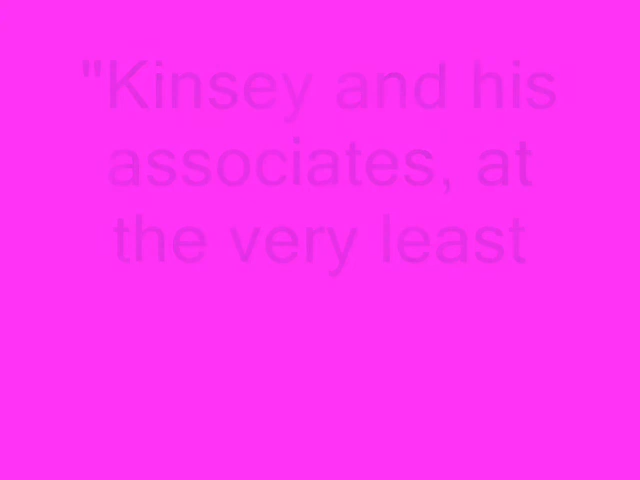 "Kinsey and his
associates, at
the very least